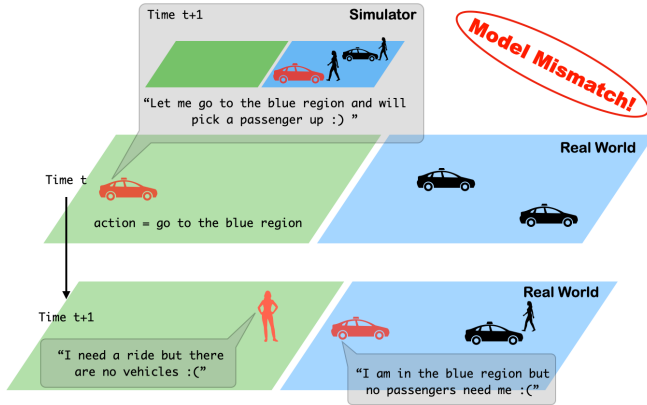 Time t+1
Simulator
Model Mismatch!
“Let me go to the blue region and will
pick a passenger up :) ”
Real World
Time t
action = go to the blue region
Real World
Time t+1
“I need a ride but there
are no vehicles :(”
“I am in the blue region but
no passengers need me :(”